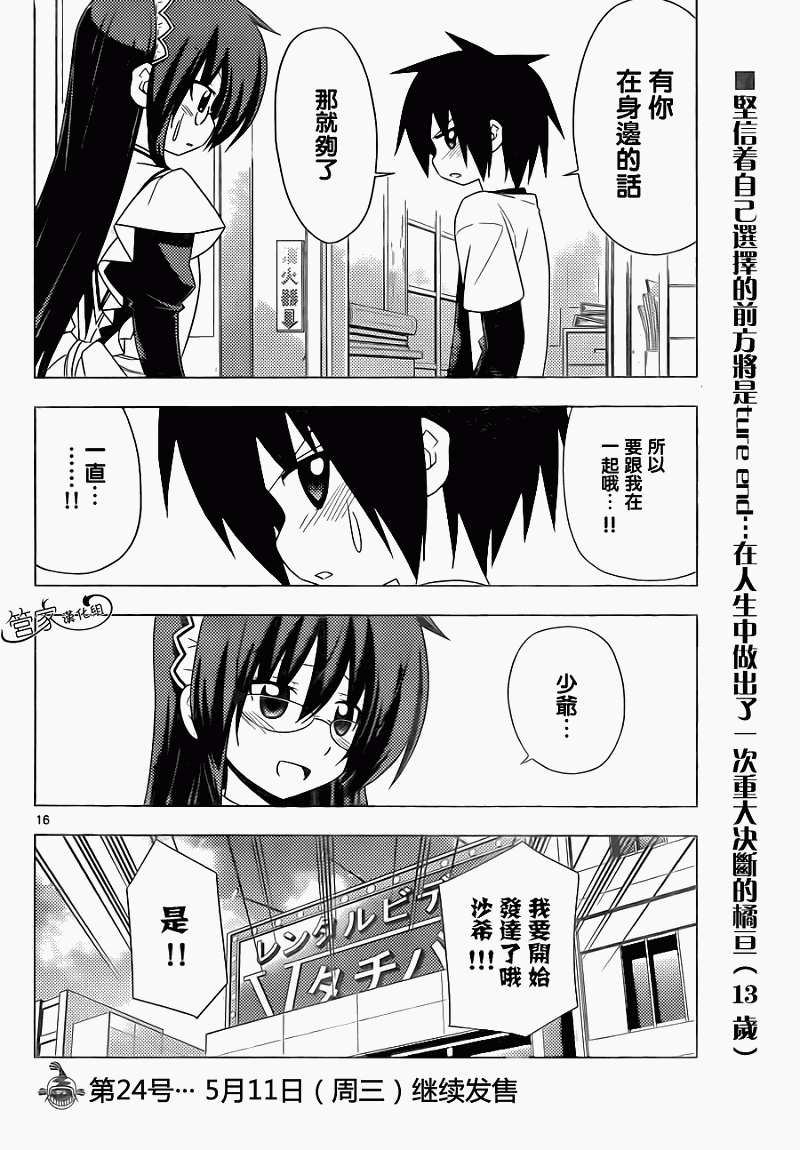 ■堅信着自己選擇的前方將是ture end…在人生中做出了一次重大決斷的橘亘(13歲)
有你
在身邊的話
那就夠了
消火器
所以
要跟我在
一起哦…!!
一直…
……!!
管家漢化組
少爺…
16
我要開始
發達了哦
沙希!!!
是!!
レンタルビデ
Vタチバ
第24号… 5月11日(周三)继续发售